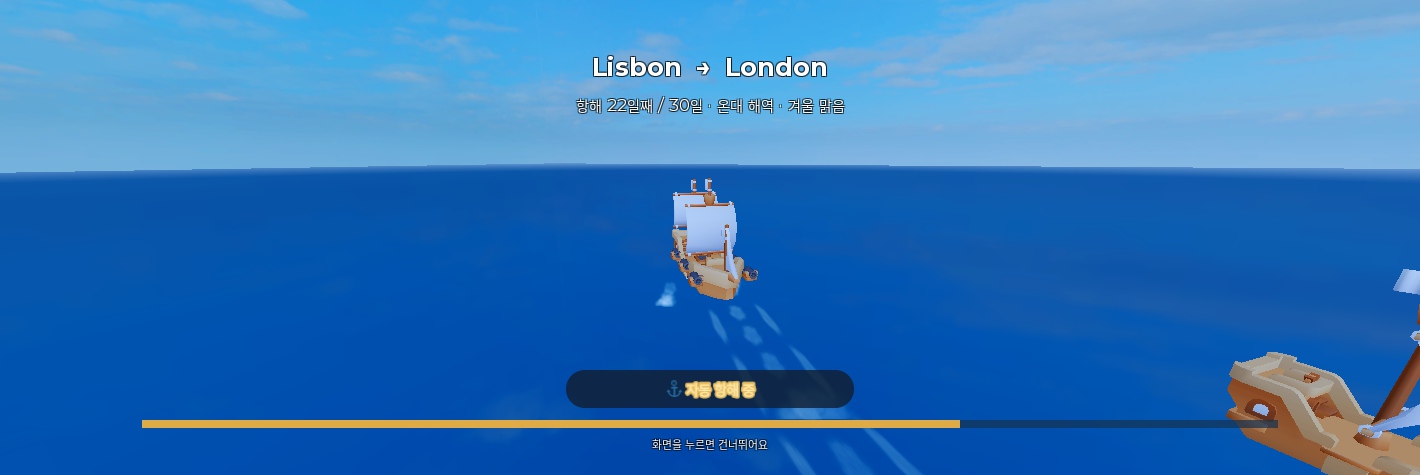 Lisbon → London
항해 22일째 / 30일 · 온대 해역 · 겨울 맑음
⚓ 자동 항해 중
화면을 누르면 건너뛰어요